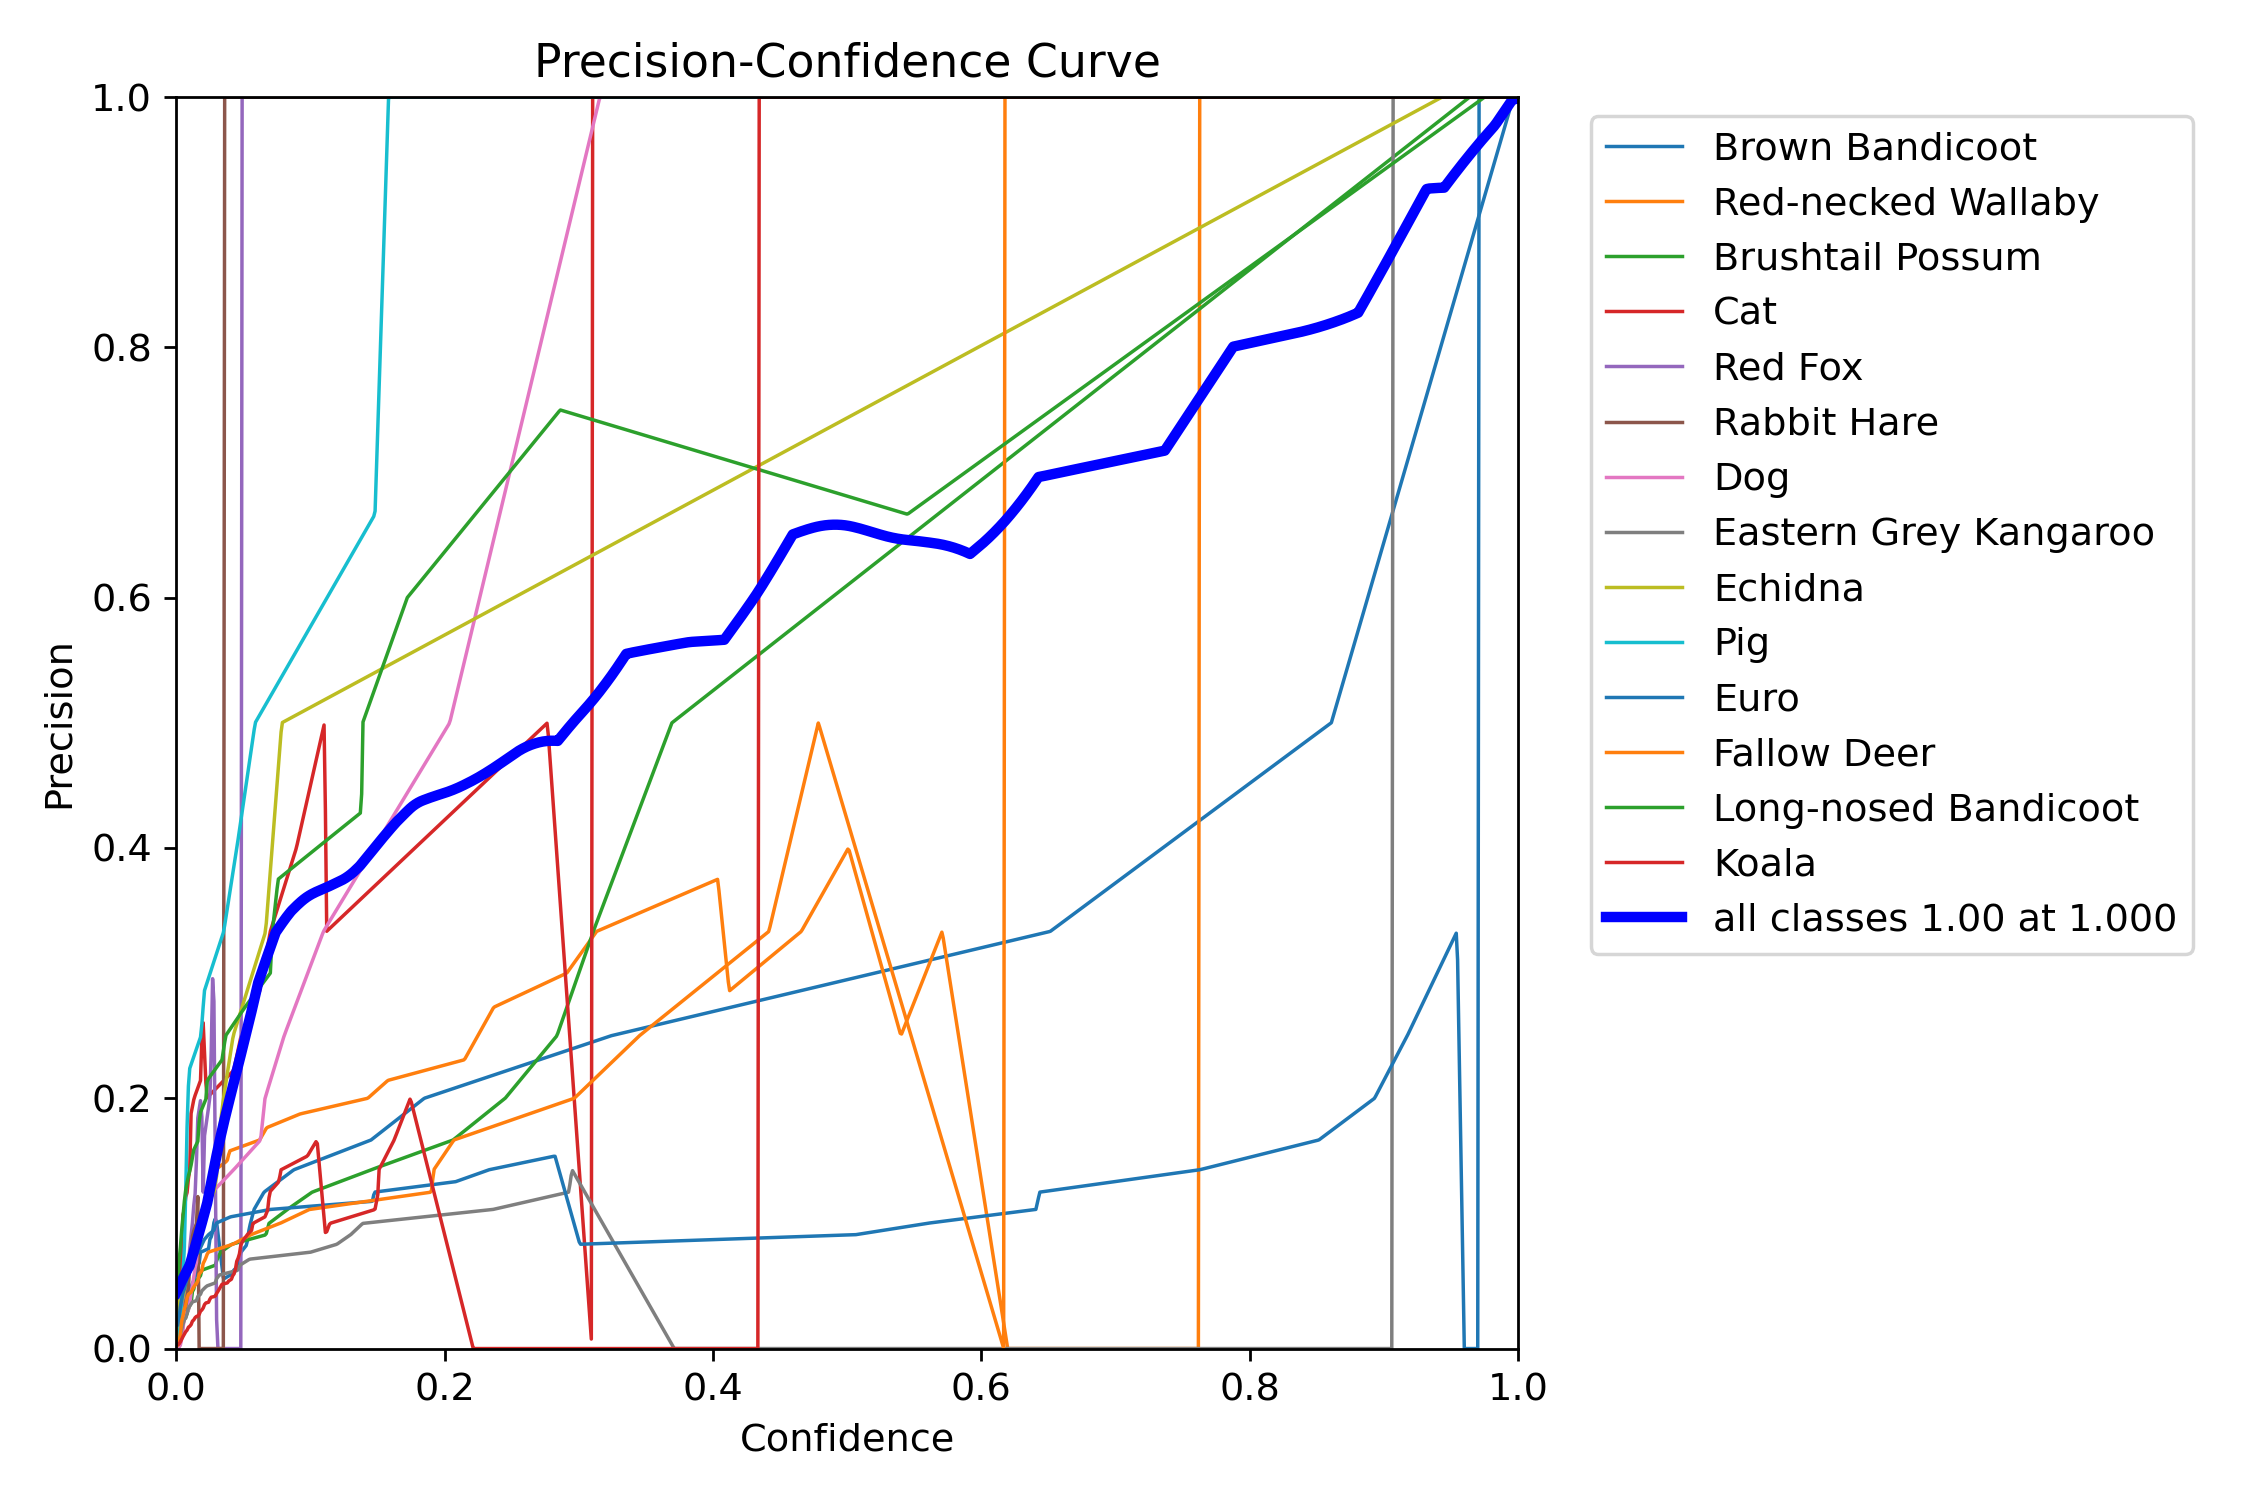 Precision-Confidence Curve
1.0
0.8
0.6
0.4
0.2
0.0
Precision
0.0 0.2 0.4 0.6 0.8 1.0
Confidence
Brown Bandicoot
Red-necked Wallaby
Brushtail Possum
Cat
Red Fox
Rabbit Hare
Dog
Eastern Grey Kangaroo
Echidna
Pig
Euro
Fallow Deer
Long-nosed Bandicoot
Koala
all classes 1.00 at 1.000